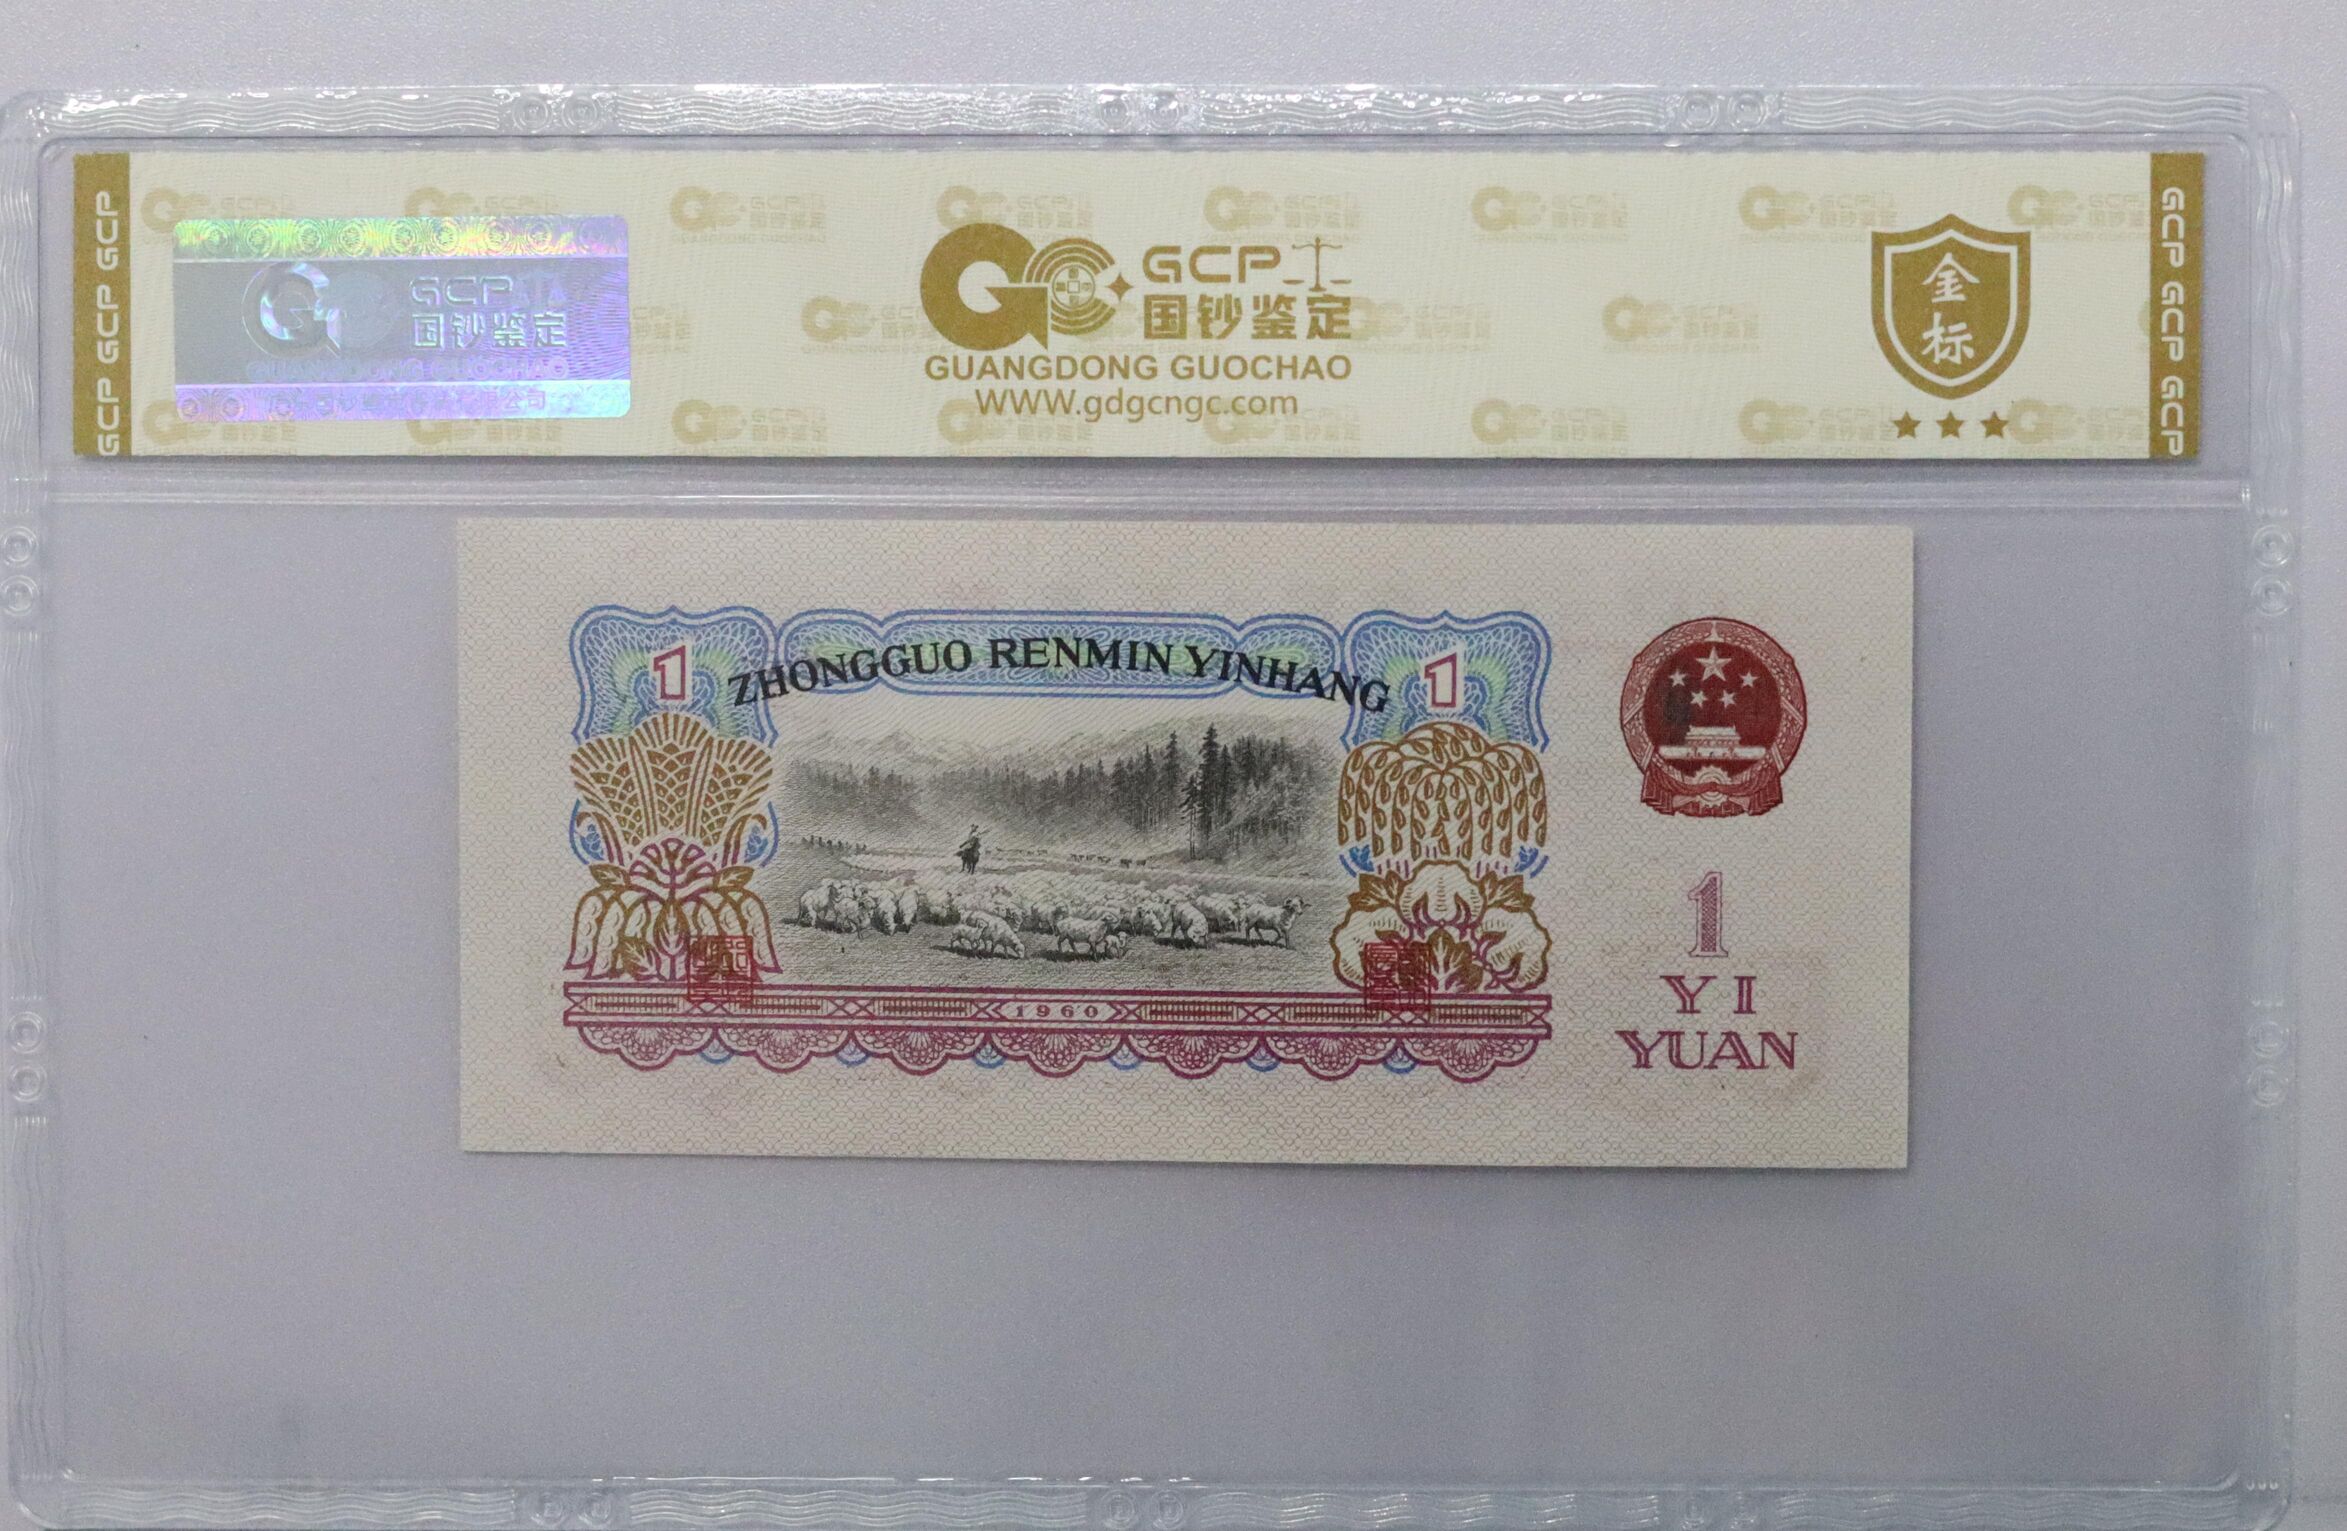 GCP GCP GCP
GCP
国钞鉴定
GUANGDONG GUOCHAO
GCP
国钞鉴定
GUANGDONG GUOCHAO
WWW.gdgcngc.com
金
标
GCP GCP GCP
1
ZHONGGUO RENMIN YINHANG
1
1960
1
YI
YUAN